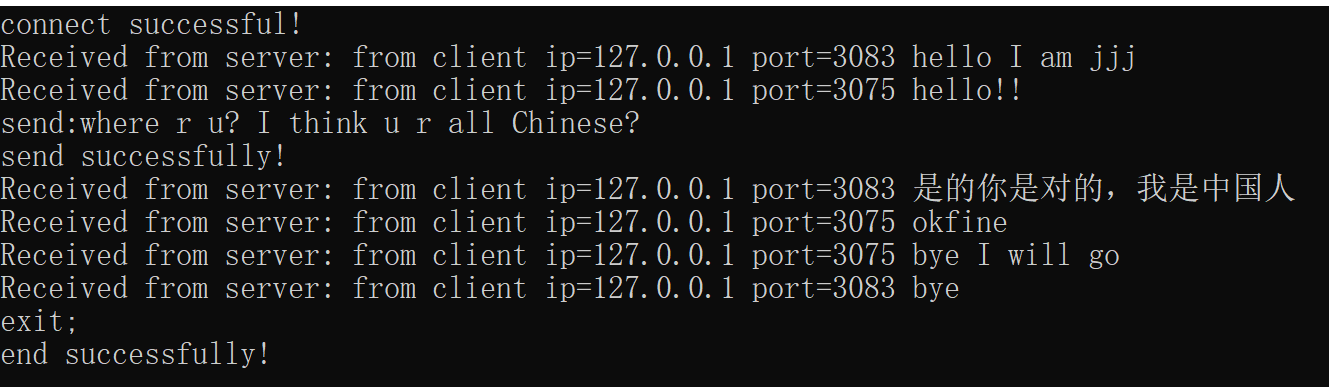 connect successful!
Received from server: from client ip=127.0.0.1 port=3083 hello I am jjj
Received from server: from client ip=127.0.0.1 port=3075 hello!!
send:where r u? I think u r all Chinese?
send successfully!
Received from server: from client ip=127.0.0.1 port=3083 是的你是对的，我是中国人
Received from server: from client ip=127.0.0.1 port=3075 okfine
Received from server: from client ip=127.0.0.1 port=3075 bye I will go
Received from server: from client ip=127.0.0.1 port=3083 bye
exit;
end successfully!